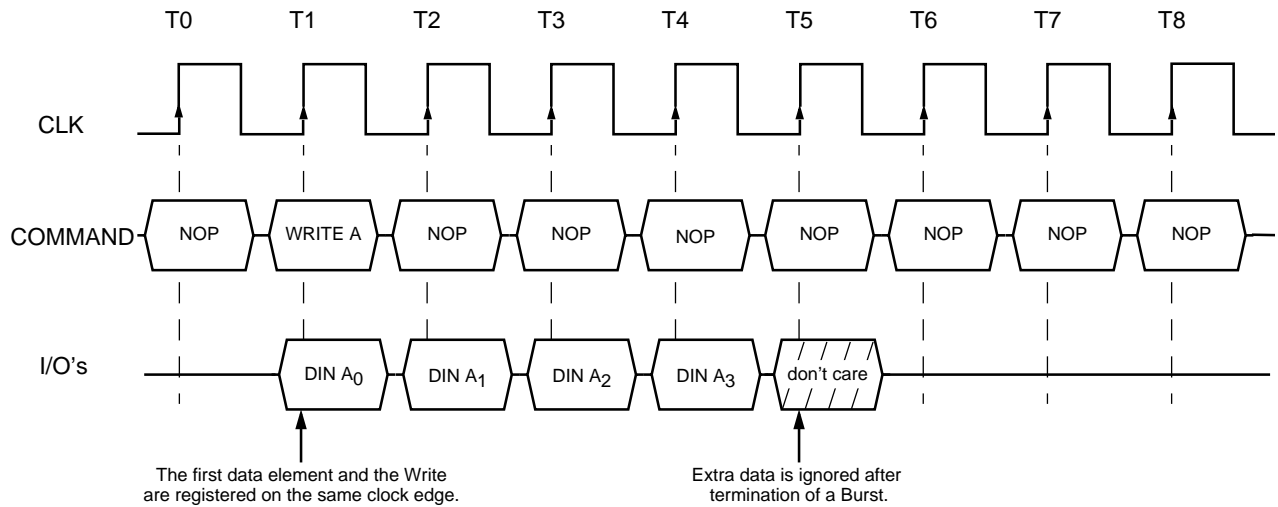 T0 T1 T2 T3 T4 T5 T6 T7 T8
CLK
COMMAND NOP WRITE A NOP NOP NOP NOP NOP NOP NOP
I/O's DIN A0 DIN A1 DIN A2 DIN A3 don't care
The first data element and the Write
are registered on the same clock edge.
Extra data is ignored after
termination of a Burst.